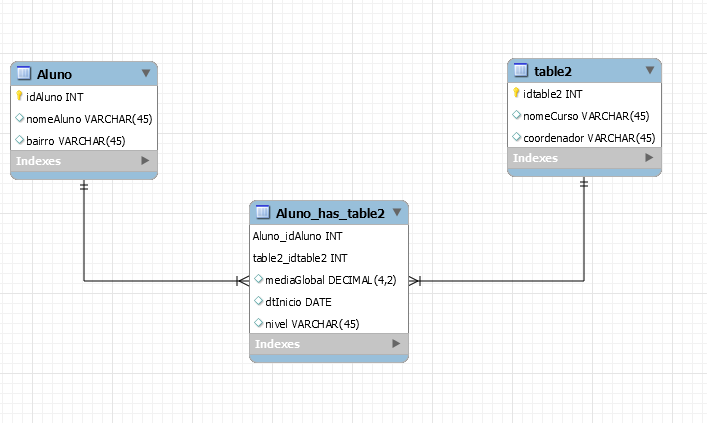 Aluno
idAluno INT
nomeAluno VARCHAR(45)
bairro VARCHAR(45)
Indexes
table2
idtable2 INT
nomeCurso VARCHAR(45)
coordenador VARCHAR(45)
Indexes
Aluno_has_table2
Aluno_idAluno INT
table2_idtable2 INT
mediaGlobal DECIMAL(4,2)
dtInicio DATE
nivel VARCHAR(45)
Indexes